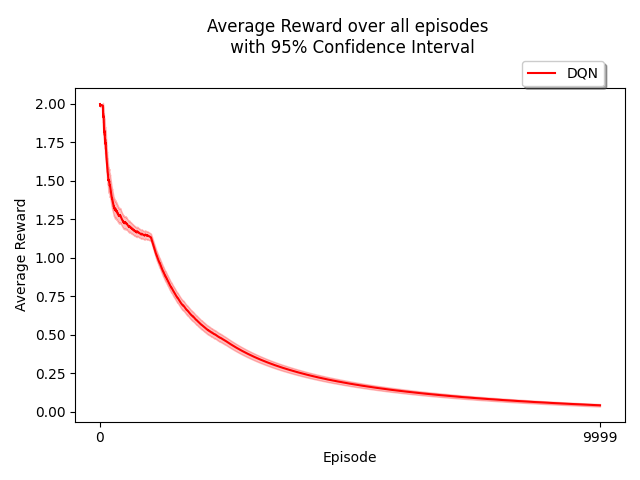 Average Reward over all episodes
with 95% Confidence Interval
DQN
2.00
1.75
1.50
1.25
1.00
0.75
0.50
0.25
0.00
Average Reward
0
9999
Episode